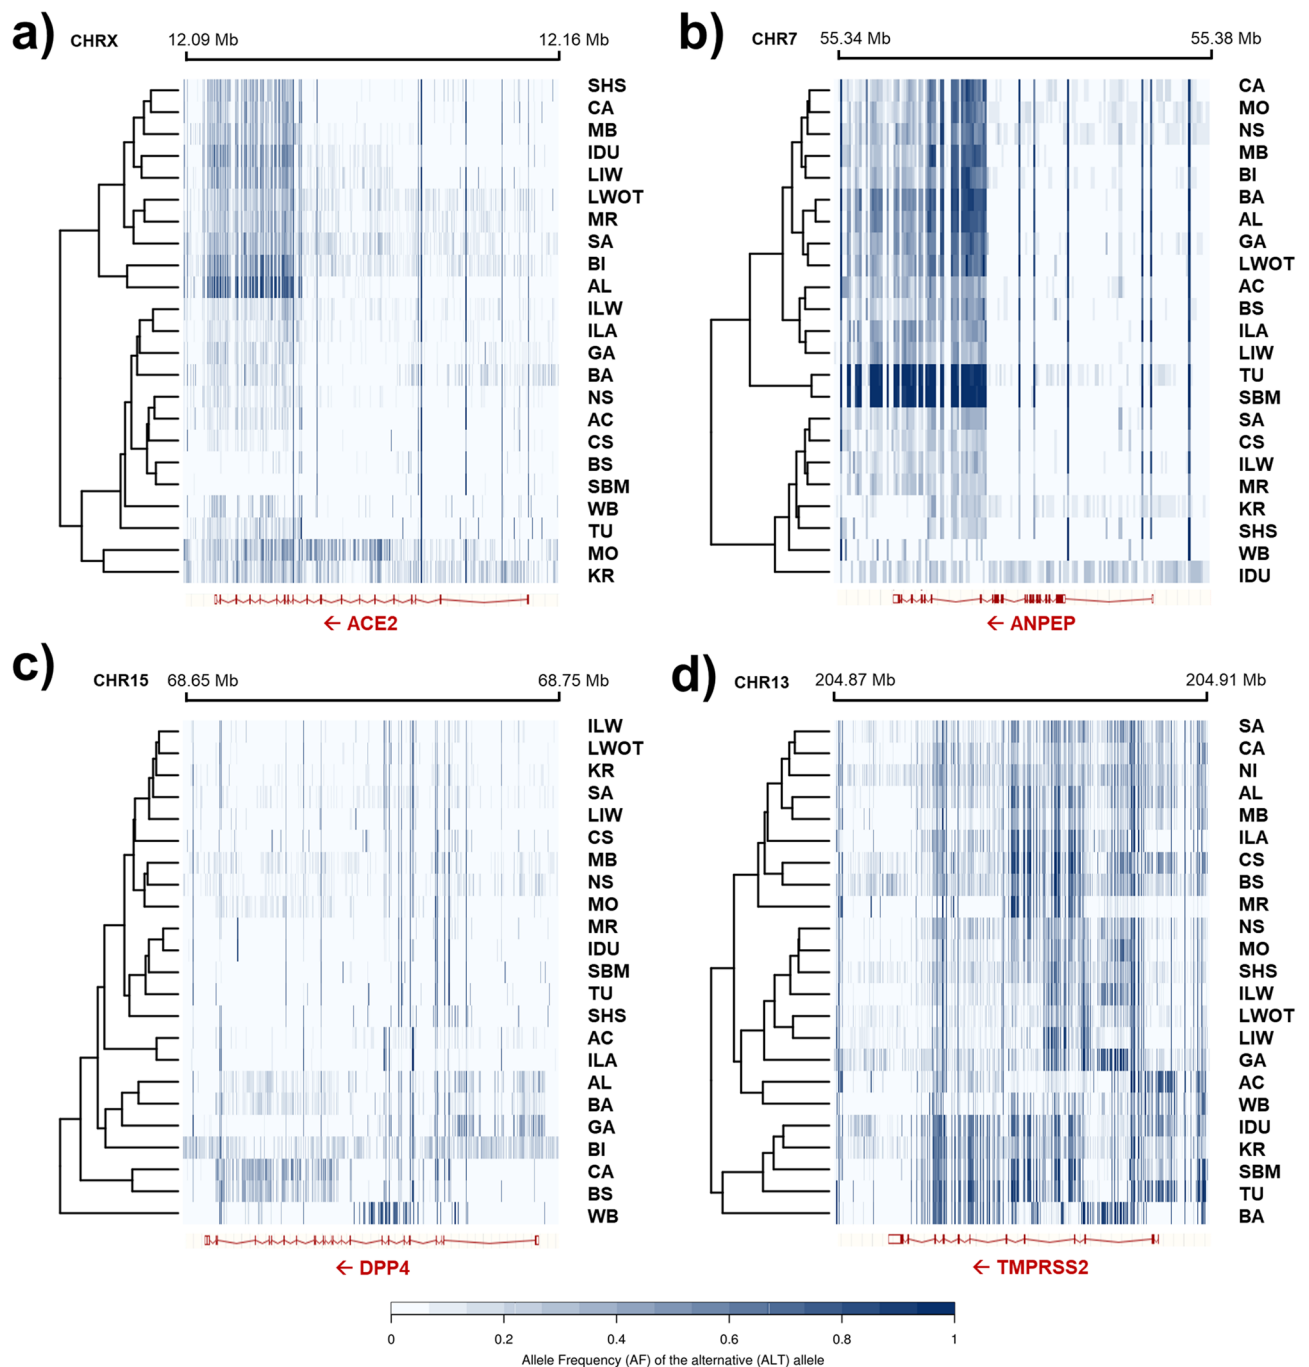 a)
CHRX
12.09 Mb
12.16 Mb
SHS
CA
MB
IDU
LIW
LWOT
MR
SA
BI
AL
ILW
ILA
GA
BA
NS
AC
CS
BS
SBM
WB
TU
MO
KR
← ACE2
b)
CHR7
55.34 Mb
55.38 Mb
CA
MO
NS
MB
BI
BA
AL
GA
LWOT
AC
BS
ILA
LIW
TU
SBM
SA
CS
ILW
MR
KR
SHS
WB
IDU
← ANPEP
c)
CHR15
68.65 Mb
68.75 Mb
ILW
LWOT
KR
SA
LIW
CS
MB
NS
MO
MR
IDU
SBM
TU
SHS
AC
ILA
AL
BA
GA
BI
CA
BS
WB
← DPP4
d)
CHR13
204.87 Mb
204.91 Mb
SA
CA
NI
AL
MB
ILA
CS
BS
MR
NS
MO
SHS
ILW
LWOT
LIW
GA
AC
WB
IDU
KR
SBM
TU
BA
← TMPRSS2
0 0.2 0.4 0.6 0.8 1
Allele Frequency (AF) of the alternative (ALT) allele